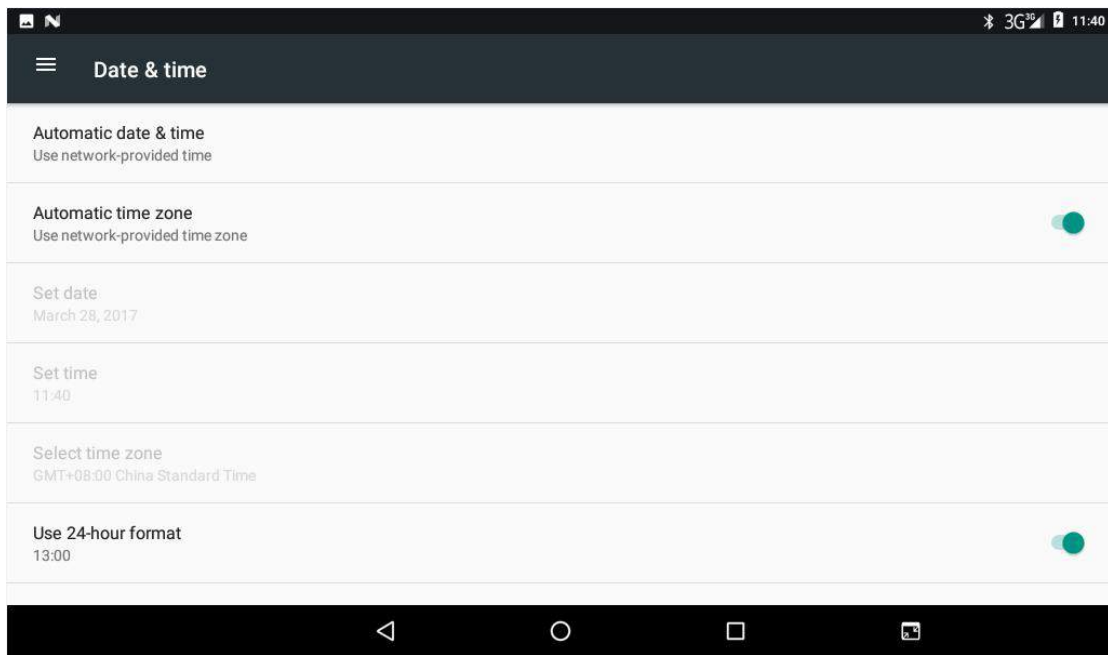 3G 3G 11:40
Date & time
Automatic date & time
Use network-provided time
Automatic time zone
Use network-provided time zone
Set date
March 28, 2017
Set time
11:40
Select time zone
GMT+08:00 China Standard Time
Use 24-hour format
13:00